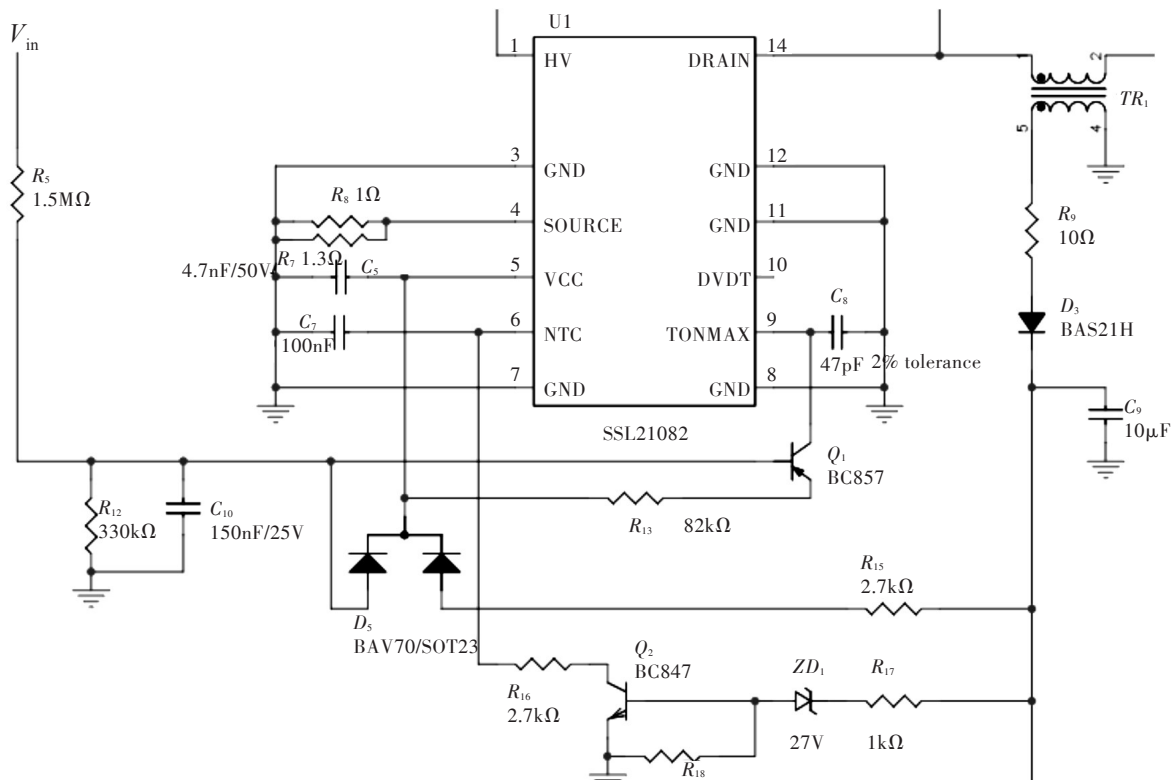 U1
V_in
1
HV
DRAIN
14
1
2
TR₁
5
4
3
GND
GND
12
R₅
1.5MΩ
R₈ 1Ω
4
SOURCE
GND
11
R₉
10Ω
R₇ 1.3Ω
4.7nF/50V
C₅
5
VCC
DVDT
10
C₇
100nF
6
NTC
TONMAX
9
C₈
47pF 2% tolerance
D₃
BAS21H
7
GND
GND
8
C₉
10μF
SSL21082
Q₁
BC857
R₁₂
330kΩ
C₁₀
150nF/25V
R₁₃
82kΩ
R₁₅
2.7kΩ
D₅
BAV70/SOT23
Q₂
BC847
R₁₆
2.7kΩ
ZD₁
27V
R₁₇
1kΩ
R₁₈